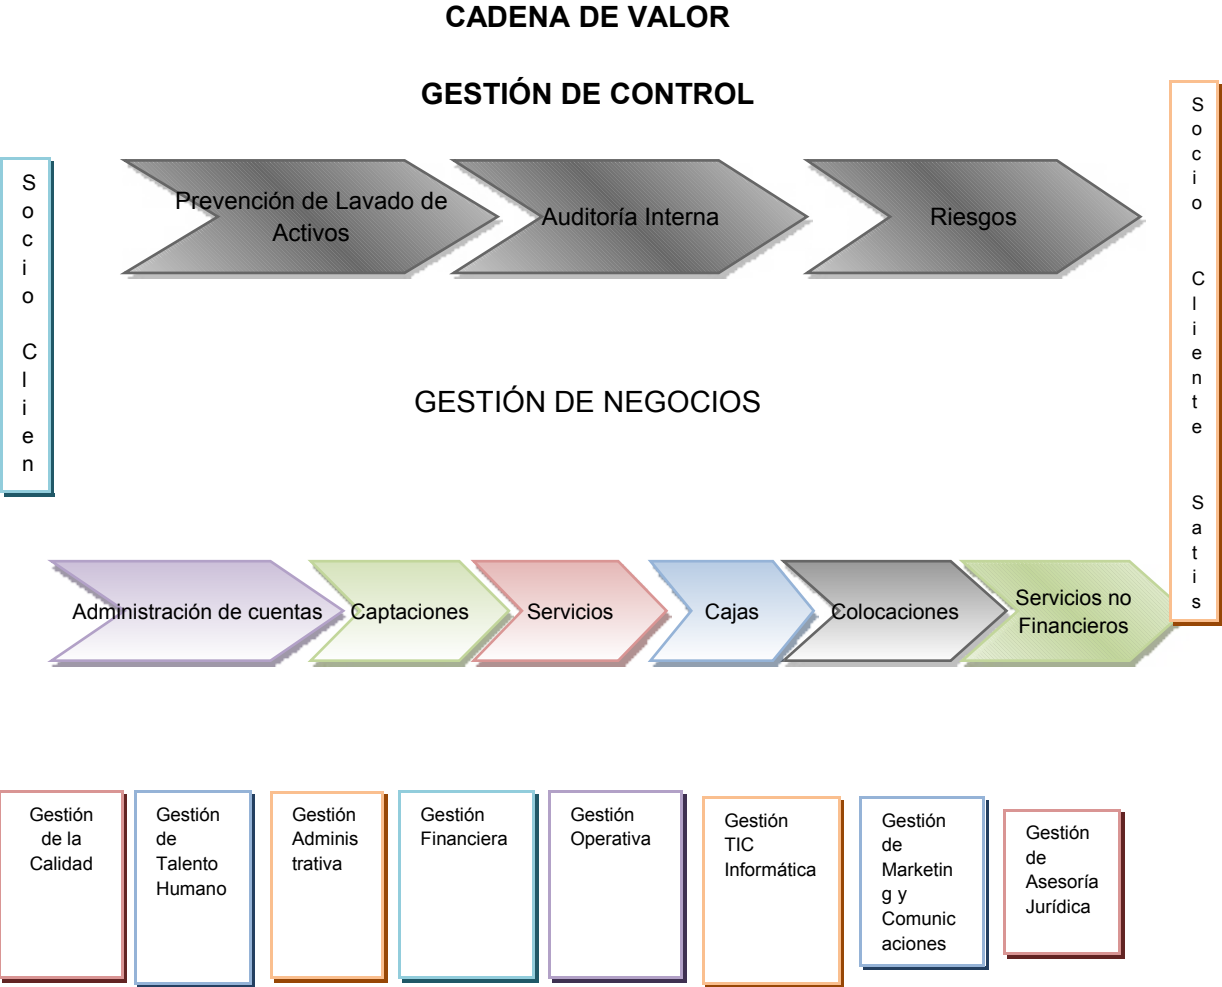 CADENA DE VALOR
GESTIÓN DE CONTROL
S
o
c
i
o
C
l
i
e
n
Prevención de Lavado de
Activos
Auditoría Interna
Riesgos
S
o
c
i
o
C
l
i
e
n
t
e
S
a
t
i
s
GESTIÓN DE NEGOCIOS
Administración de cuentas
Captaciones
Servicios
Cajas
Colocaciones
Servicios no
Financieros
Gestión
de la
Calidad
Gestión
de
Talento
Humano
Gestión
Adminis
trativa
Gestión
Financiera
Gestión
Operativa
Gestión
TIC
Informática
Gestión
de
Marketin
g y
Comunic
aciones
Gestión
de
Asesoría
Jurídica